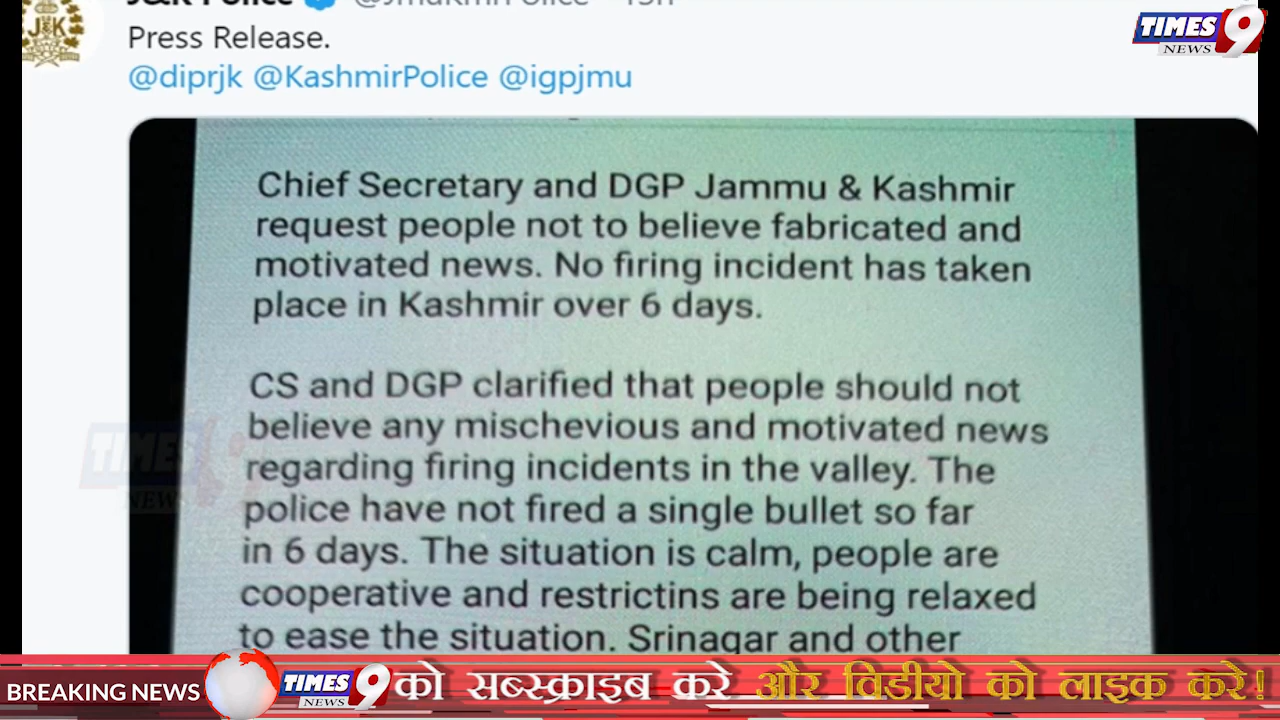 J&K Police @JmuKmrPolice
Press Release.
@diprjk @KashmirPolice @igpjmu
TIMES 9
NEWS
Chief Secretary and DGP Jammu & Kashmir
request people not to believe fabricated and
motivated news. No firing incident has taken
place in Kashmir over 6 days.
CS and DGP clarified that people should not
believe any mischevious and motivated news
regarding firing incidents in the valley. The
police have not fired a single bullet so far
in 6 days. The situation is calm, people are
cooperative and restrictins are being relaxed
to ease the situation. Srinagar and other
TIMES 9
NEWS
BREAKING NEWS TIMES 9 NEWS को सब्स्क्राइब करे और विडीयो को लाइक करे!